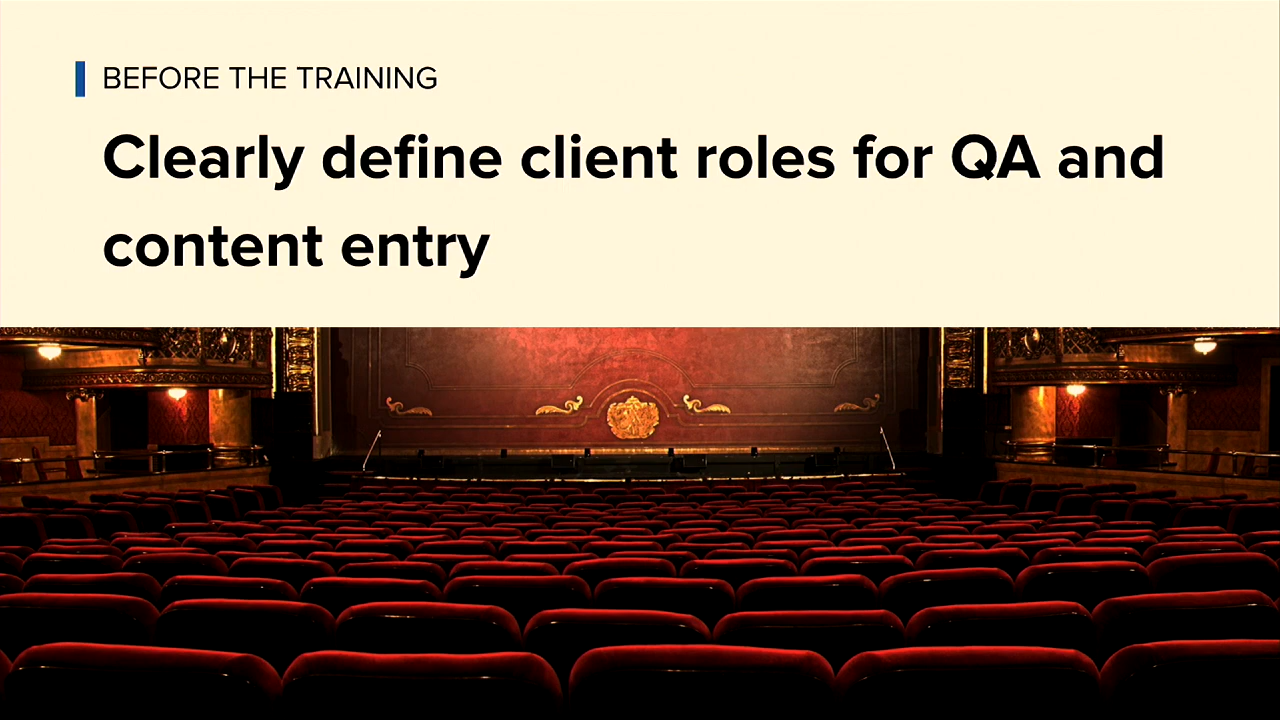 BEFORE THE TRAINING
Clearly define client roles for QA and
content entry